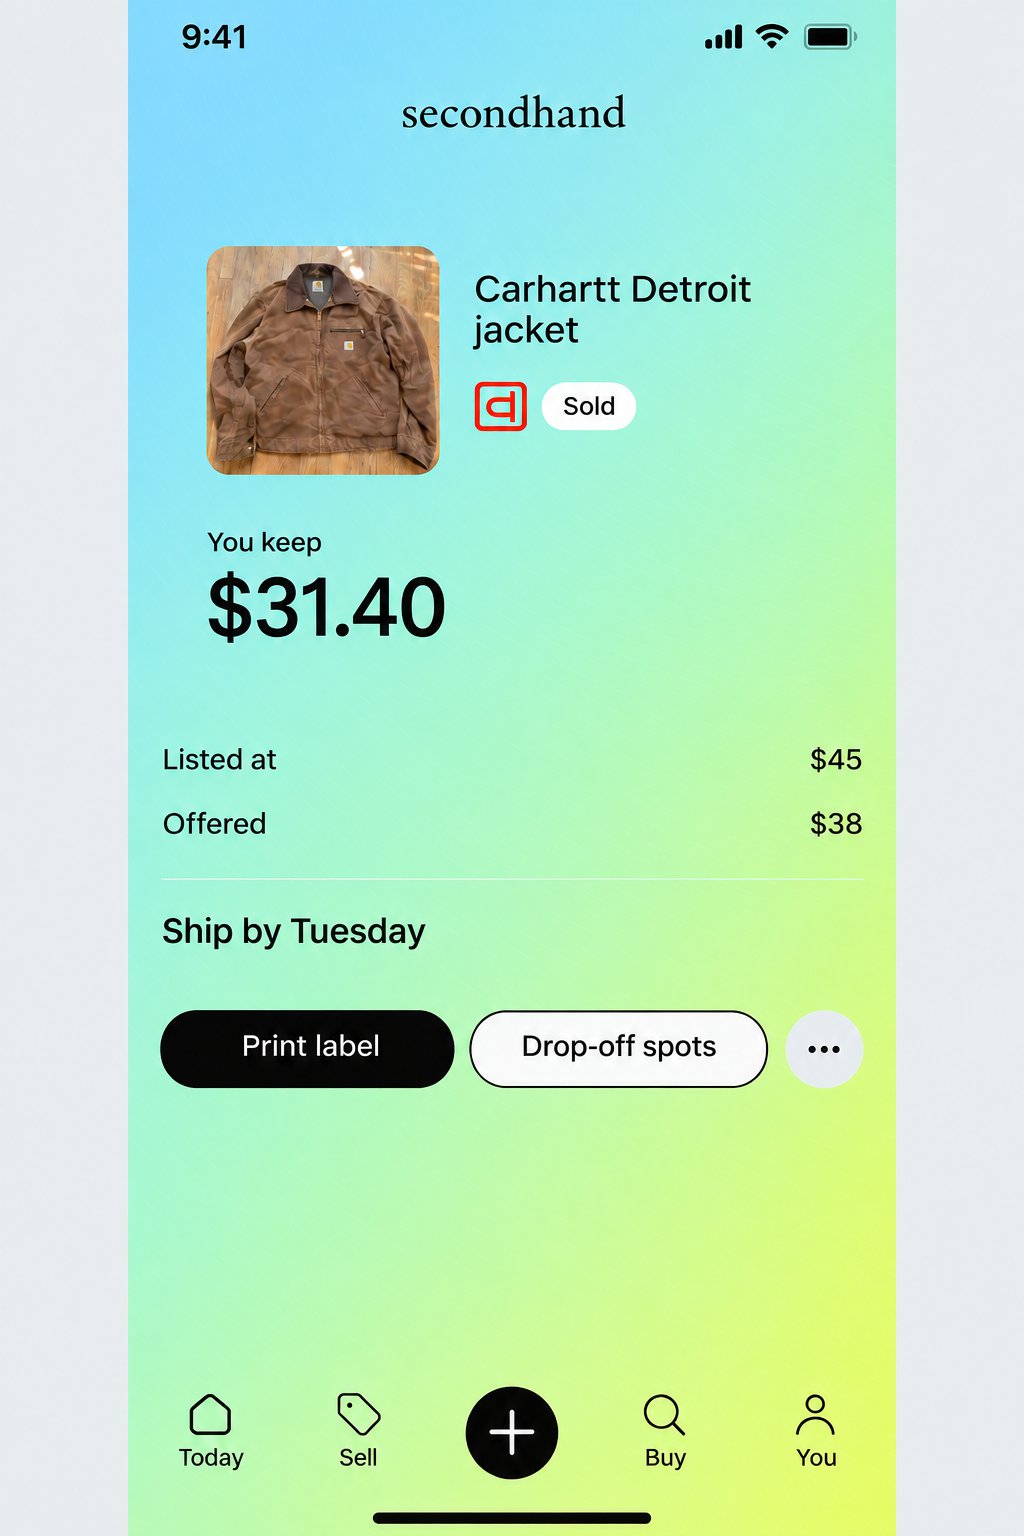 9:41
secondhand
Carhartt Detroit
jacket
Sold
You keep
$31.40
Listed at
$45
Offered
$38
Ship by Tuesday
Print label
Drop-off spots
Today
Sell
Buy
You